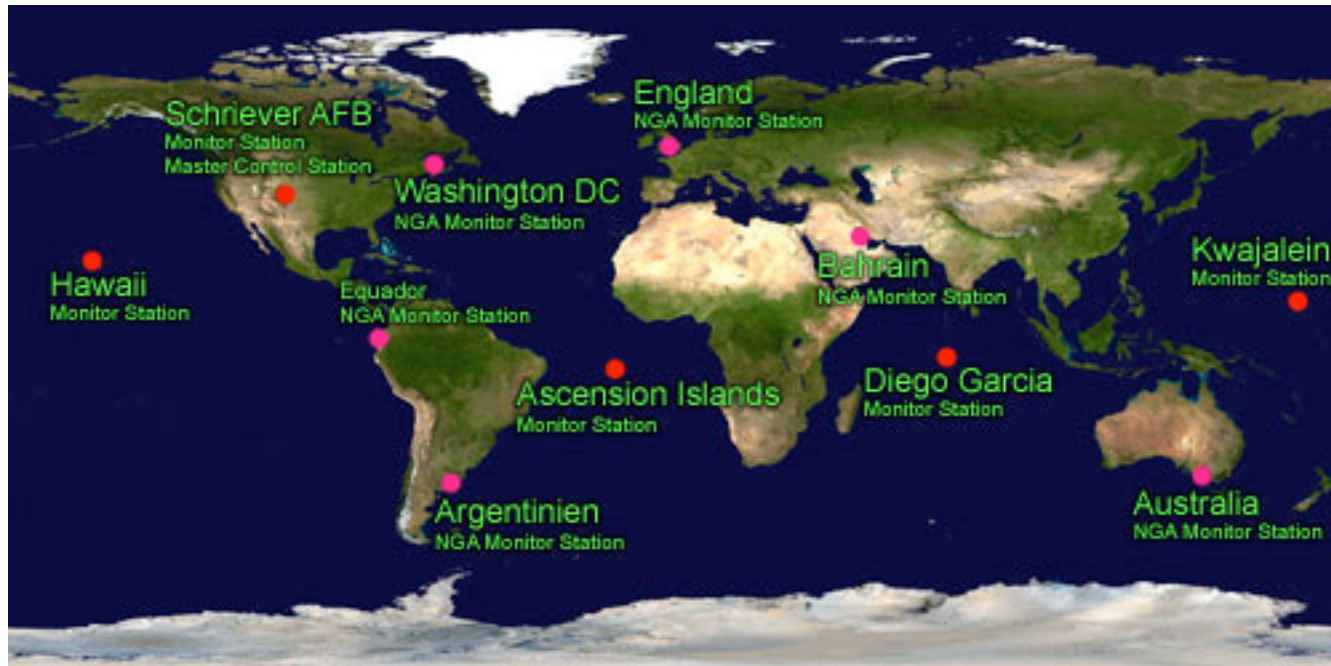 Schriever AFB
Monitor Station
Master Control Station
England
NGA Monitor Station
Washington DC
NGA Monitor Station
Hawaii
Monitor Station
Equador
NGA Monitor Station
Bahrain
NGA Monitor Station
Kwajalein
Monitor Station
Ascension Islands
Monitor Station
Diego Garcia
Monitor Station
Argentinien
NGA Monitor Station
Australia
NGA Monitor Station